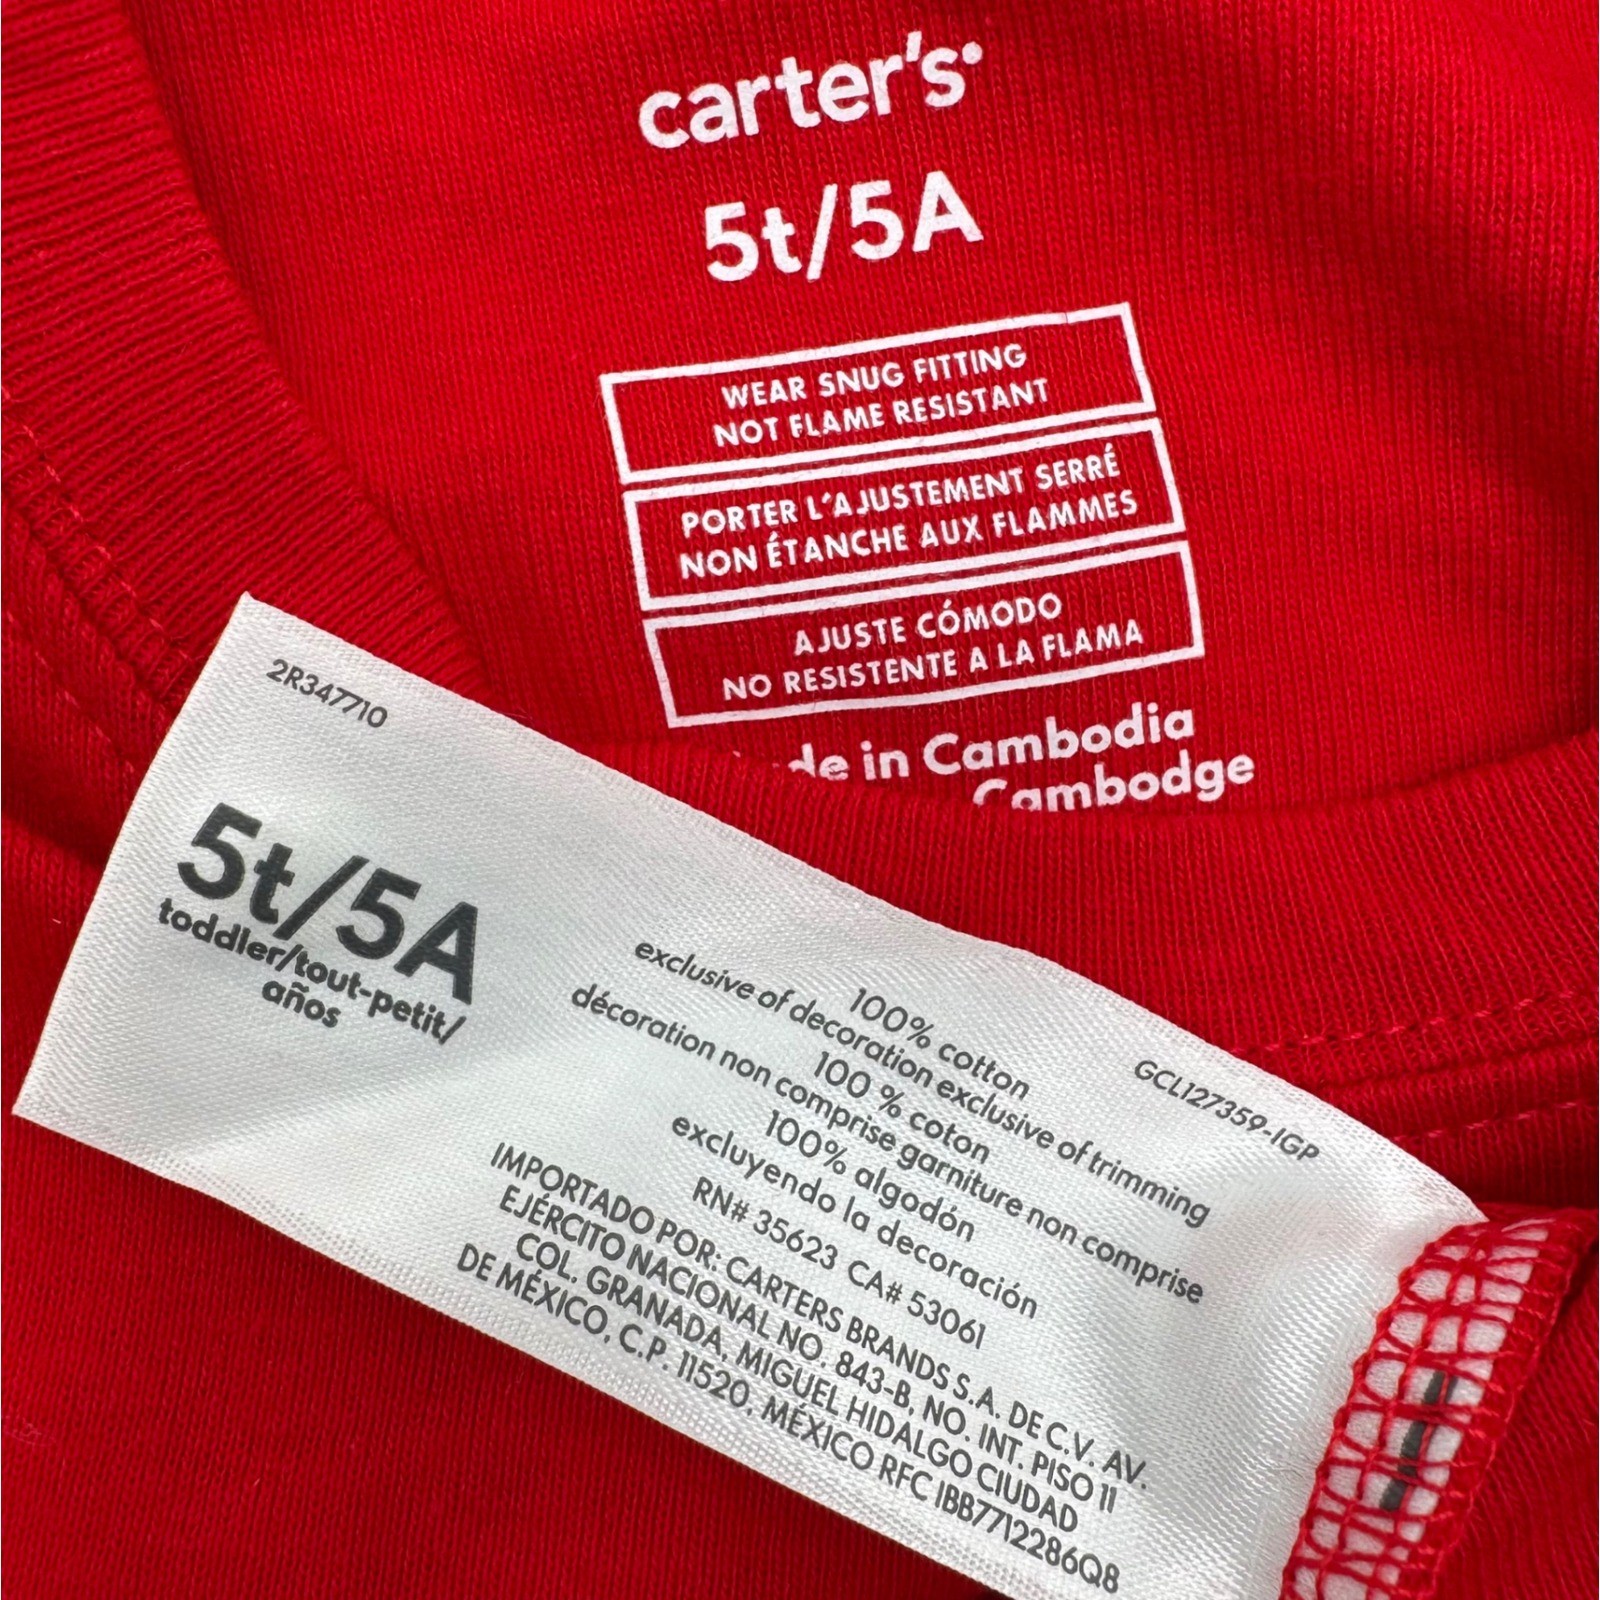 carter's
5t/5A
WEAR SNUG FITTING
NOT FLAME RESISTANT
PORTER L'AJUSTEMENT SERRÉ
NON ÉTANCHE AUX FLAMMES
AJUSTE CÓMODO
NO RESISTENTE A LA FLAMA
in Cambodia
Cambodge
2R347710
5t/5A
toddler/tout-petit/
años
100% cotton
exclusive of decoration exclusive of trimming
100 % coton
décoration non comprise garniture non comprise
100% algodón
excluyendo la decoración
RN# 35623 CA# 53061
IMPORTADO POR: CARTERS BRANDS S.A. DE C.V. AV.
EJÉRCITO NACIONAL NO. 843-B, NO. INT. PISO 11
COL. GRANADA, MIGUEL HIDALGO CIUDAD
DE MÉXICO, C.P. 11520, MÉXICO RFC IBB7712286Q8
GCL127359-IGP